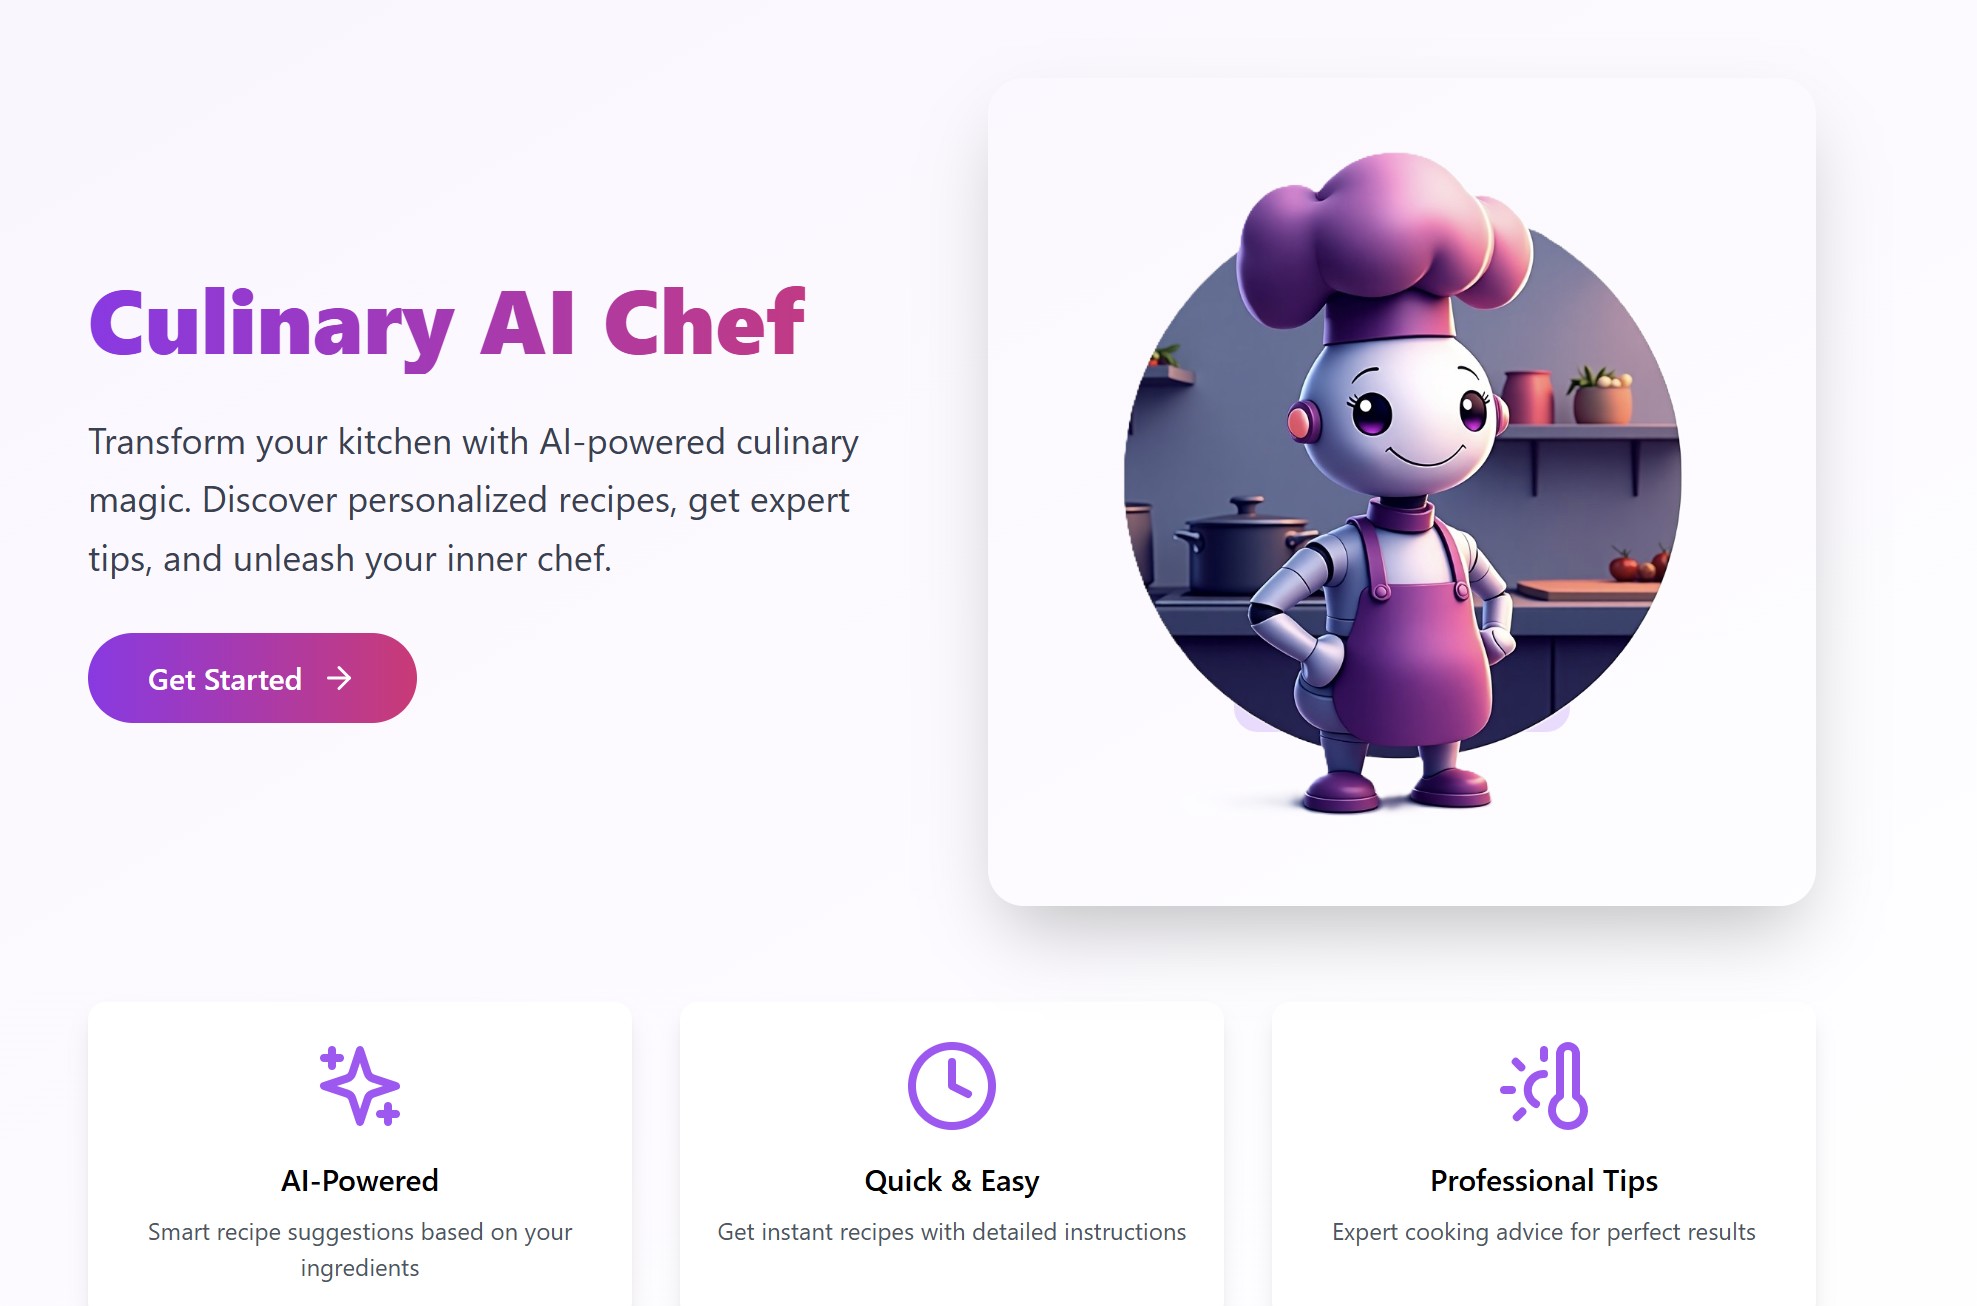 Culinary AI Chef
Transform your kitchen with AI-powered culinary
magic. Discover personalized recipes, get expert
tips, and unleash your inner chef.
Get Started
AI-Powered
Smart recipe suggestions based on your
ingredients
Quick & Easy
Get instant recipes with detailed instructions
Professional Tips
Expert cooking advice for perfect results